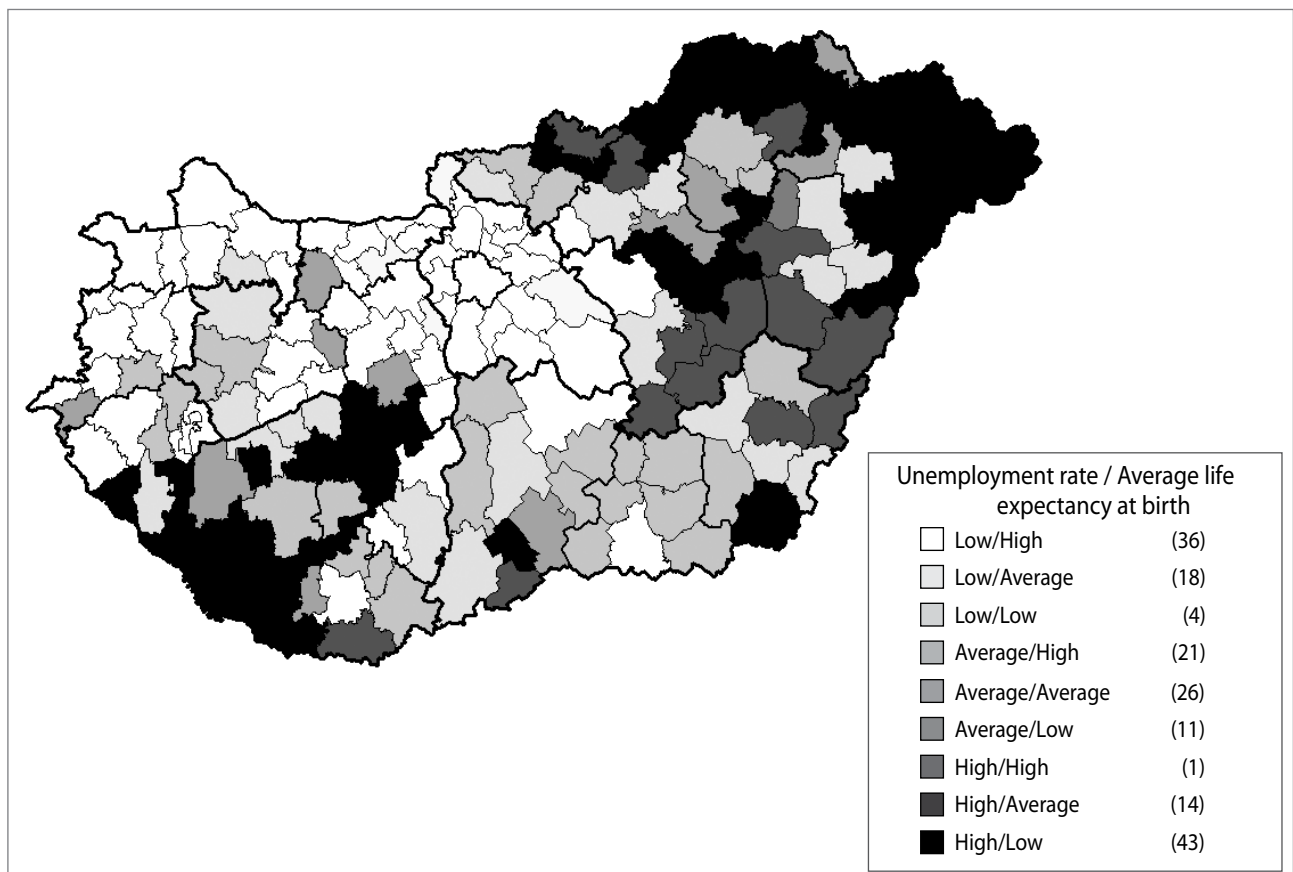 Unemployment rate / Average life
expectancy at birth
Low/High (36)
Low/Average (18)
Low/Low (4)
Average/High (21)
Average/Average (26)
Average/Low (11)
High/High (1)
High/Average (14)
High/Low (43)